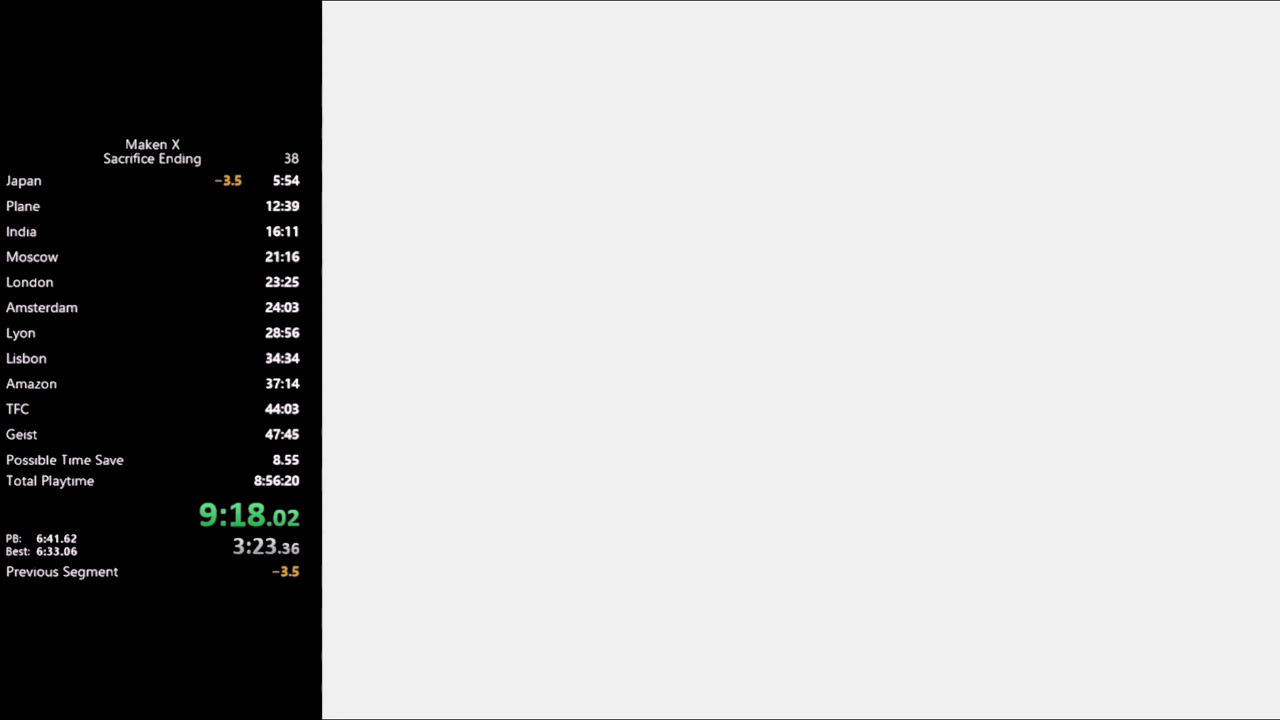 Maken X
Sacrifice Ending 38
Japan −3.5 5:54
Plane 12:39
India 16:11
Moscow 21:16
London 23:25
Amsterdam 24:03
Lyon 28:56
Lisbon 34:34
Amazon 37:14
TFC 44:03
Geist 47:45
Possible Time Save 8.55
Total Playtime 8:56:20
9:18.02
PB: 6:41.62
Best: 6:33.06
3:23.36
Previous Segment −3.5